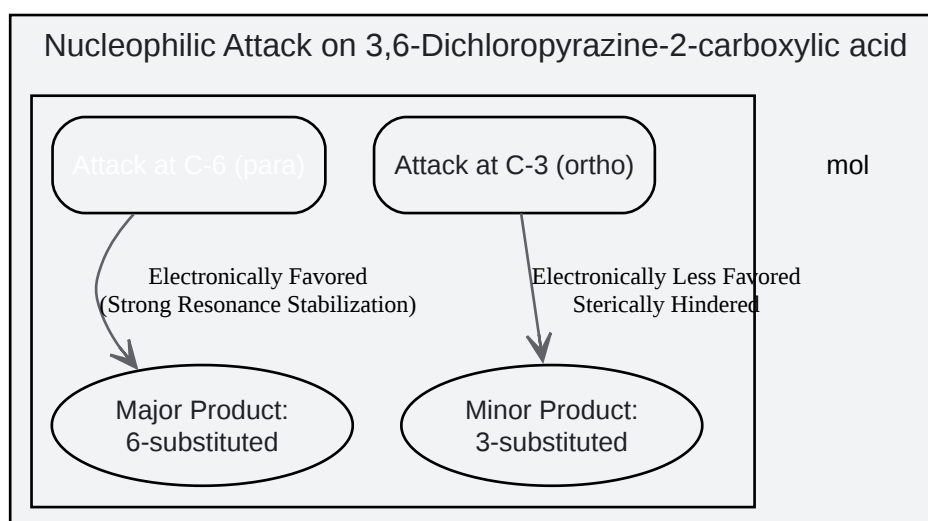 Nucleophilic Attack on 3,6-Dichloropyrazine-2-carboxylic acid
Attack at C-6 (para)
Attack at C-3 (ortho)
mol
Electronically Favored
(Strong Resonance Stabilization)
Electronically Less Favored
Sterically Hindered
Major Product:
6-substituted
Minor Product:
3-substituted